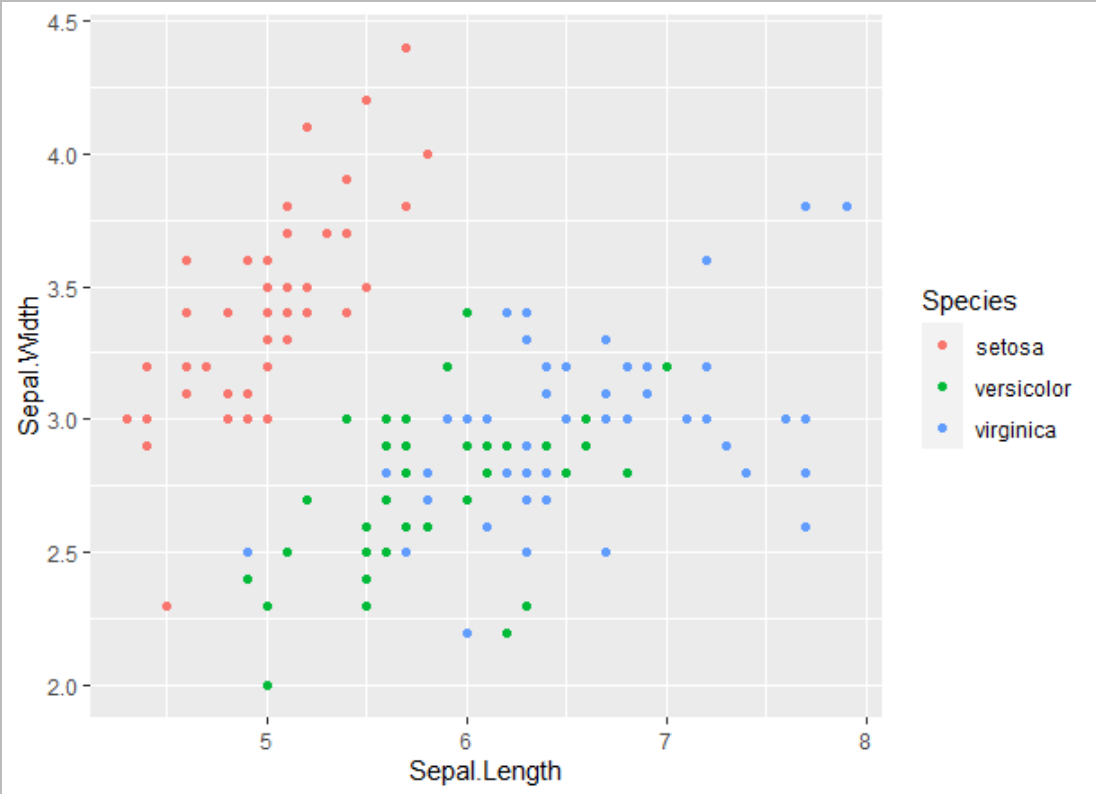 4.5
4.0
3.5
3.0
2.5
2.0
Sepal.Width
5 6 7 8
Sepal.Length
Species
setosa
versicolor
virginica